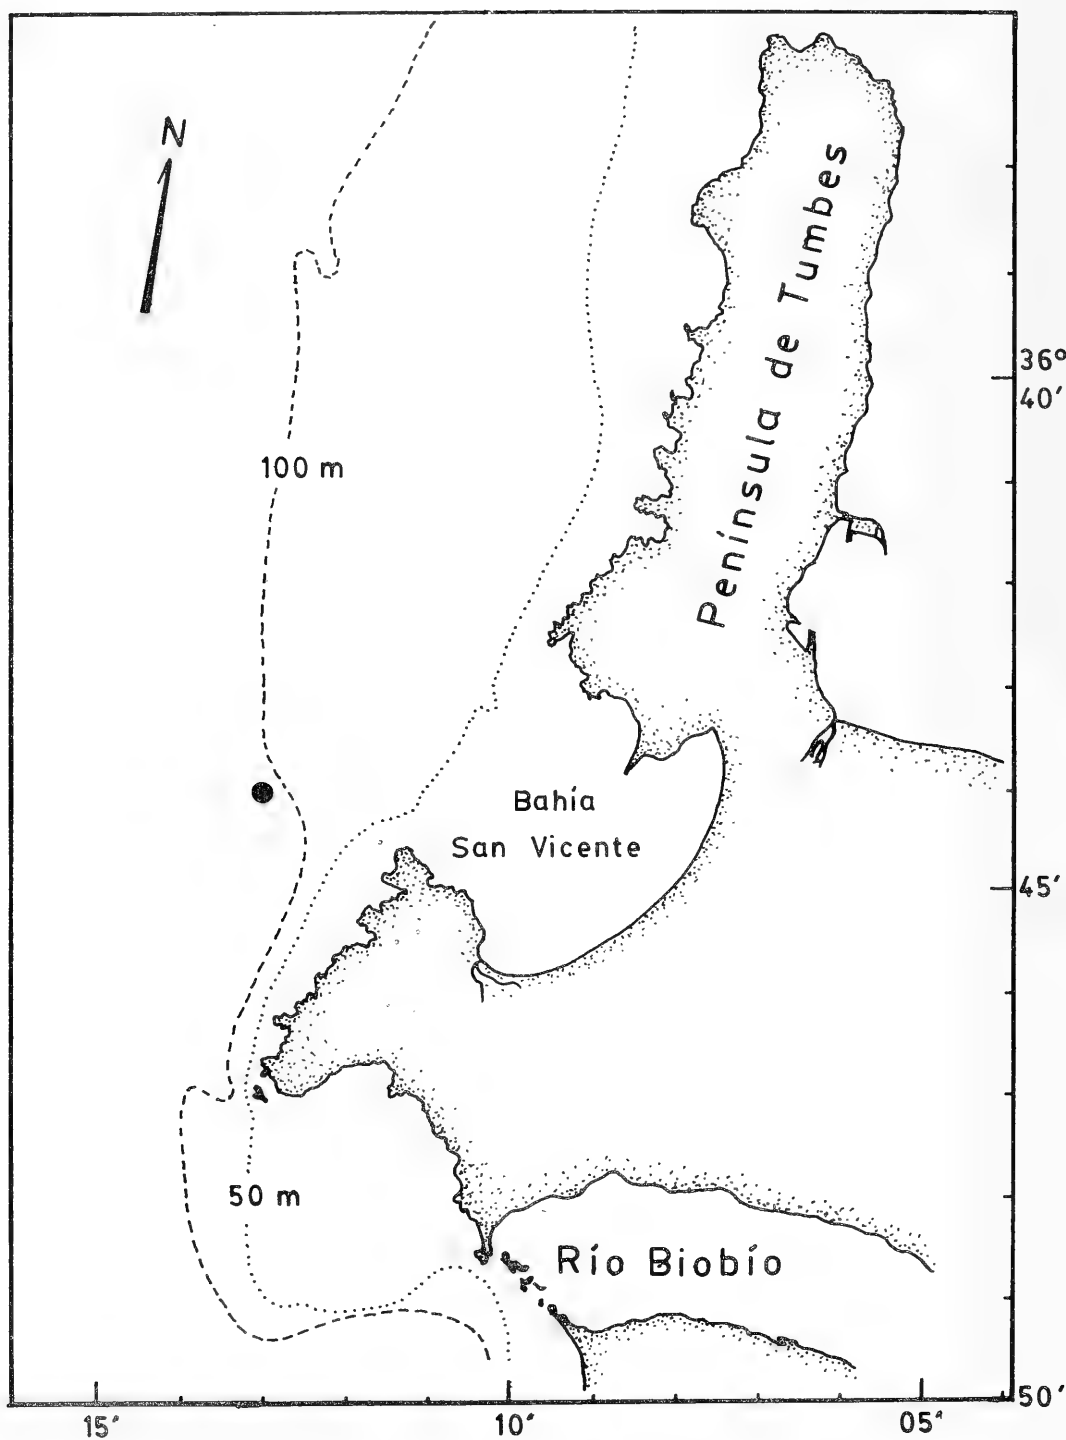 N
Península de Tumbes
36°
40'
100 m
Bahía
San Vicente
45'
50 m
Río Biobío
50'
15'
10'
05'